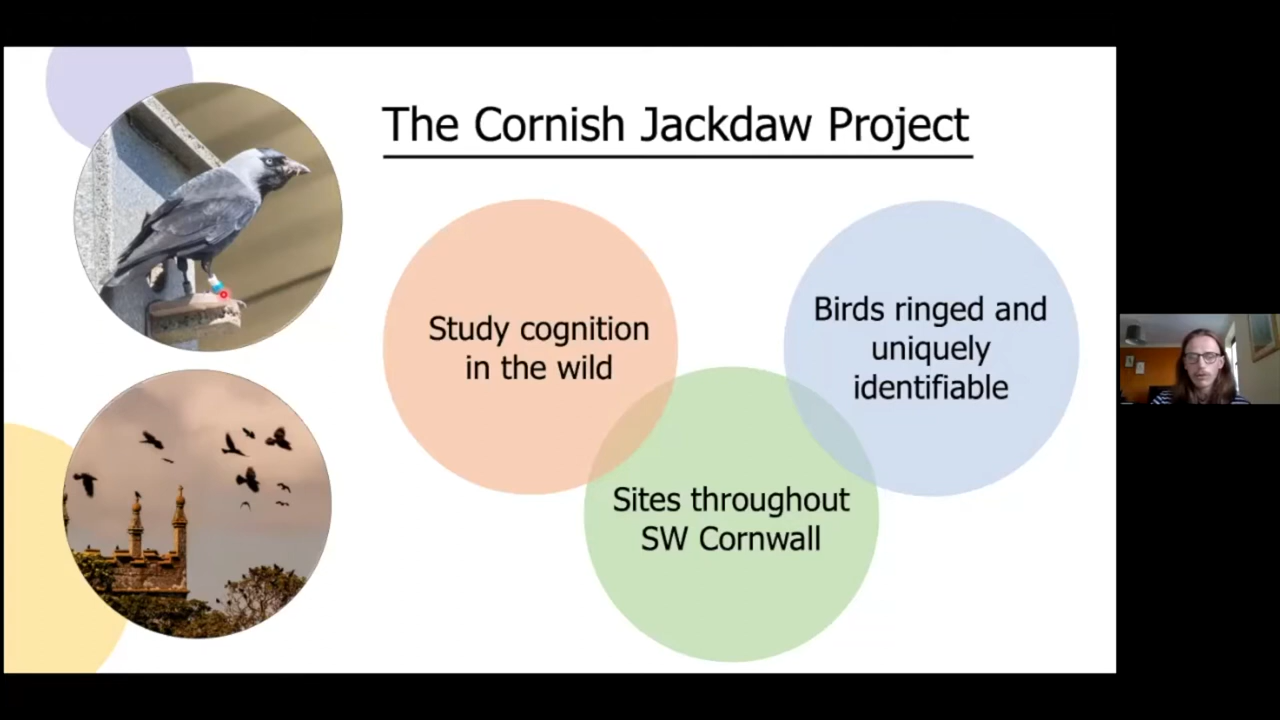 The Cornish Jackdaw Project
Study cognition
in the wild
Birds ringed and
uniquely
identifiable
Sites throughout
SW Cornwall